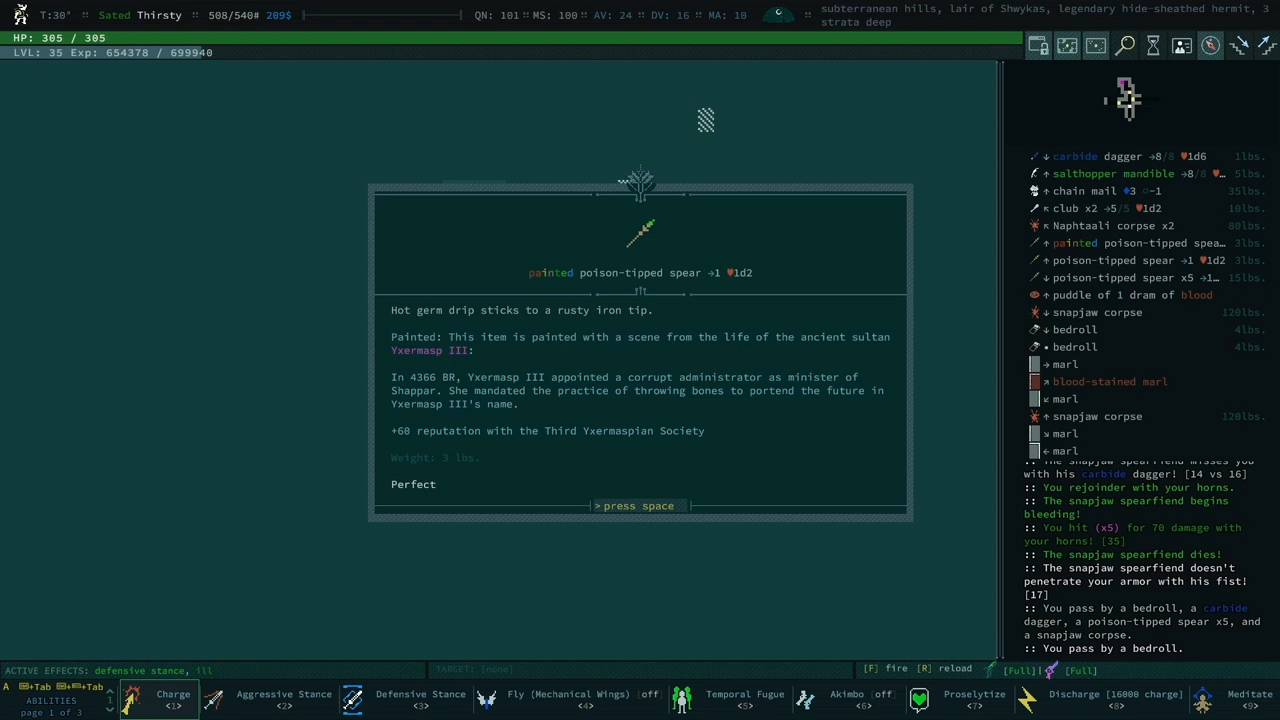 Sated Thirsty
T:30° :: 508/540# 209$
QN: 101 :: MS: 100 :: AV: 24 :: DV: 16 :: MA: 10
subterranean hills, lair of Shwykas, legendary hide-sheathed hermit, 3
strata deep
HP: 305 / 305
LVL: 35 Exp: 654378 / 699940
painted poison-tipped spear →1 ♥1d2
Hot germ drip sticks to a rusty iron tip.
Painted: This item is painted with a scene from the life of the ancient sultan
Yxermasp III:
In 4366 BR, Yxermasp III appointed a corrupt administrator as minister of
Shappar. She mandated the practice of throwing bones to portend the future in
Yxermasp III's name.
+60 reputation with the Third Yxermaspian Society
Weight: 3 lbs.
Perfect
> press space
↓ carbide dagger →8/8 ♥1d6 1lbs.
↑ salthopper mandible →8/8 ♥… 5lbs.
↑ chain mail ♦3 ○-1 35lbs.
↖ club x2 →5/5 ♥1d2 10lbs.
↖ Naphtaali corpse x2 80lbs.
↑ painted poison-tipped spea… 3lbs.
↑ poison-tipped spear →1 ♥1d2 3lbs.
↓ poison-tipped spear x5 →1… 15lbs.
↑ puddle of 1 dram of blood
↓ snapjaw corpse 120lbs.
↓ bedroll 4lbs.
• bedroll 4lbs.
→ marl
↗ blood-stained marl
↙ marl
↑ snapjaw corpse 120lbs.
↘ marl
← marl
:: The snapjaw spearfiend misses you
with his carbide dagger! [14 vs 16]
:: You rejoinder with your horns.
:: The snapjaw spearfiend begins
bleeding!
:: You hit (x5) for 70 damage with
your horns! [35]
:: The snapjaw spearfiend dies!
:: The snapjaw spearfiend doesn't
penetrate your armor with his fist!
[17]
:: You pass by a bedroll, a carbide
dagger, a poison-tipped spear x5, and
a snapjaw corpse.
:: You pass by a bedroll.
ACTIVE EFFECTS: defensive stance, ill
TARGET: [none]
[F] fire [R] reload [Full] | [Full]
A +Tab +Tab
ABILITIES 1
page 1 of 3
Charge <1>
Aggressive Stance <2>
Defensive Stance <3>
Fly (Mechanical Wings) [off] <4>
Temporal Fugue <5>
Akimbo [off] <6>
Proselytize <7>
Discharge [16000 charge] <8>
Meditate <9>